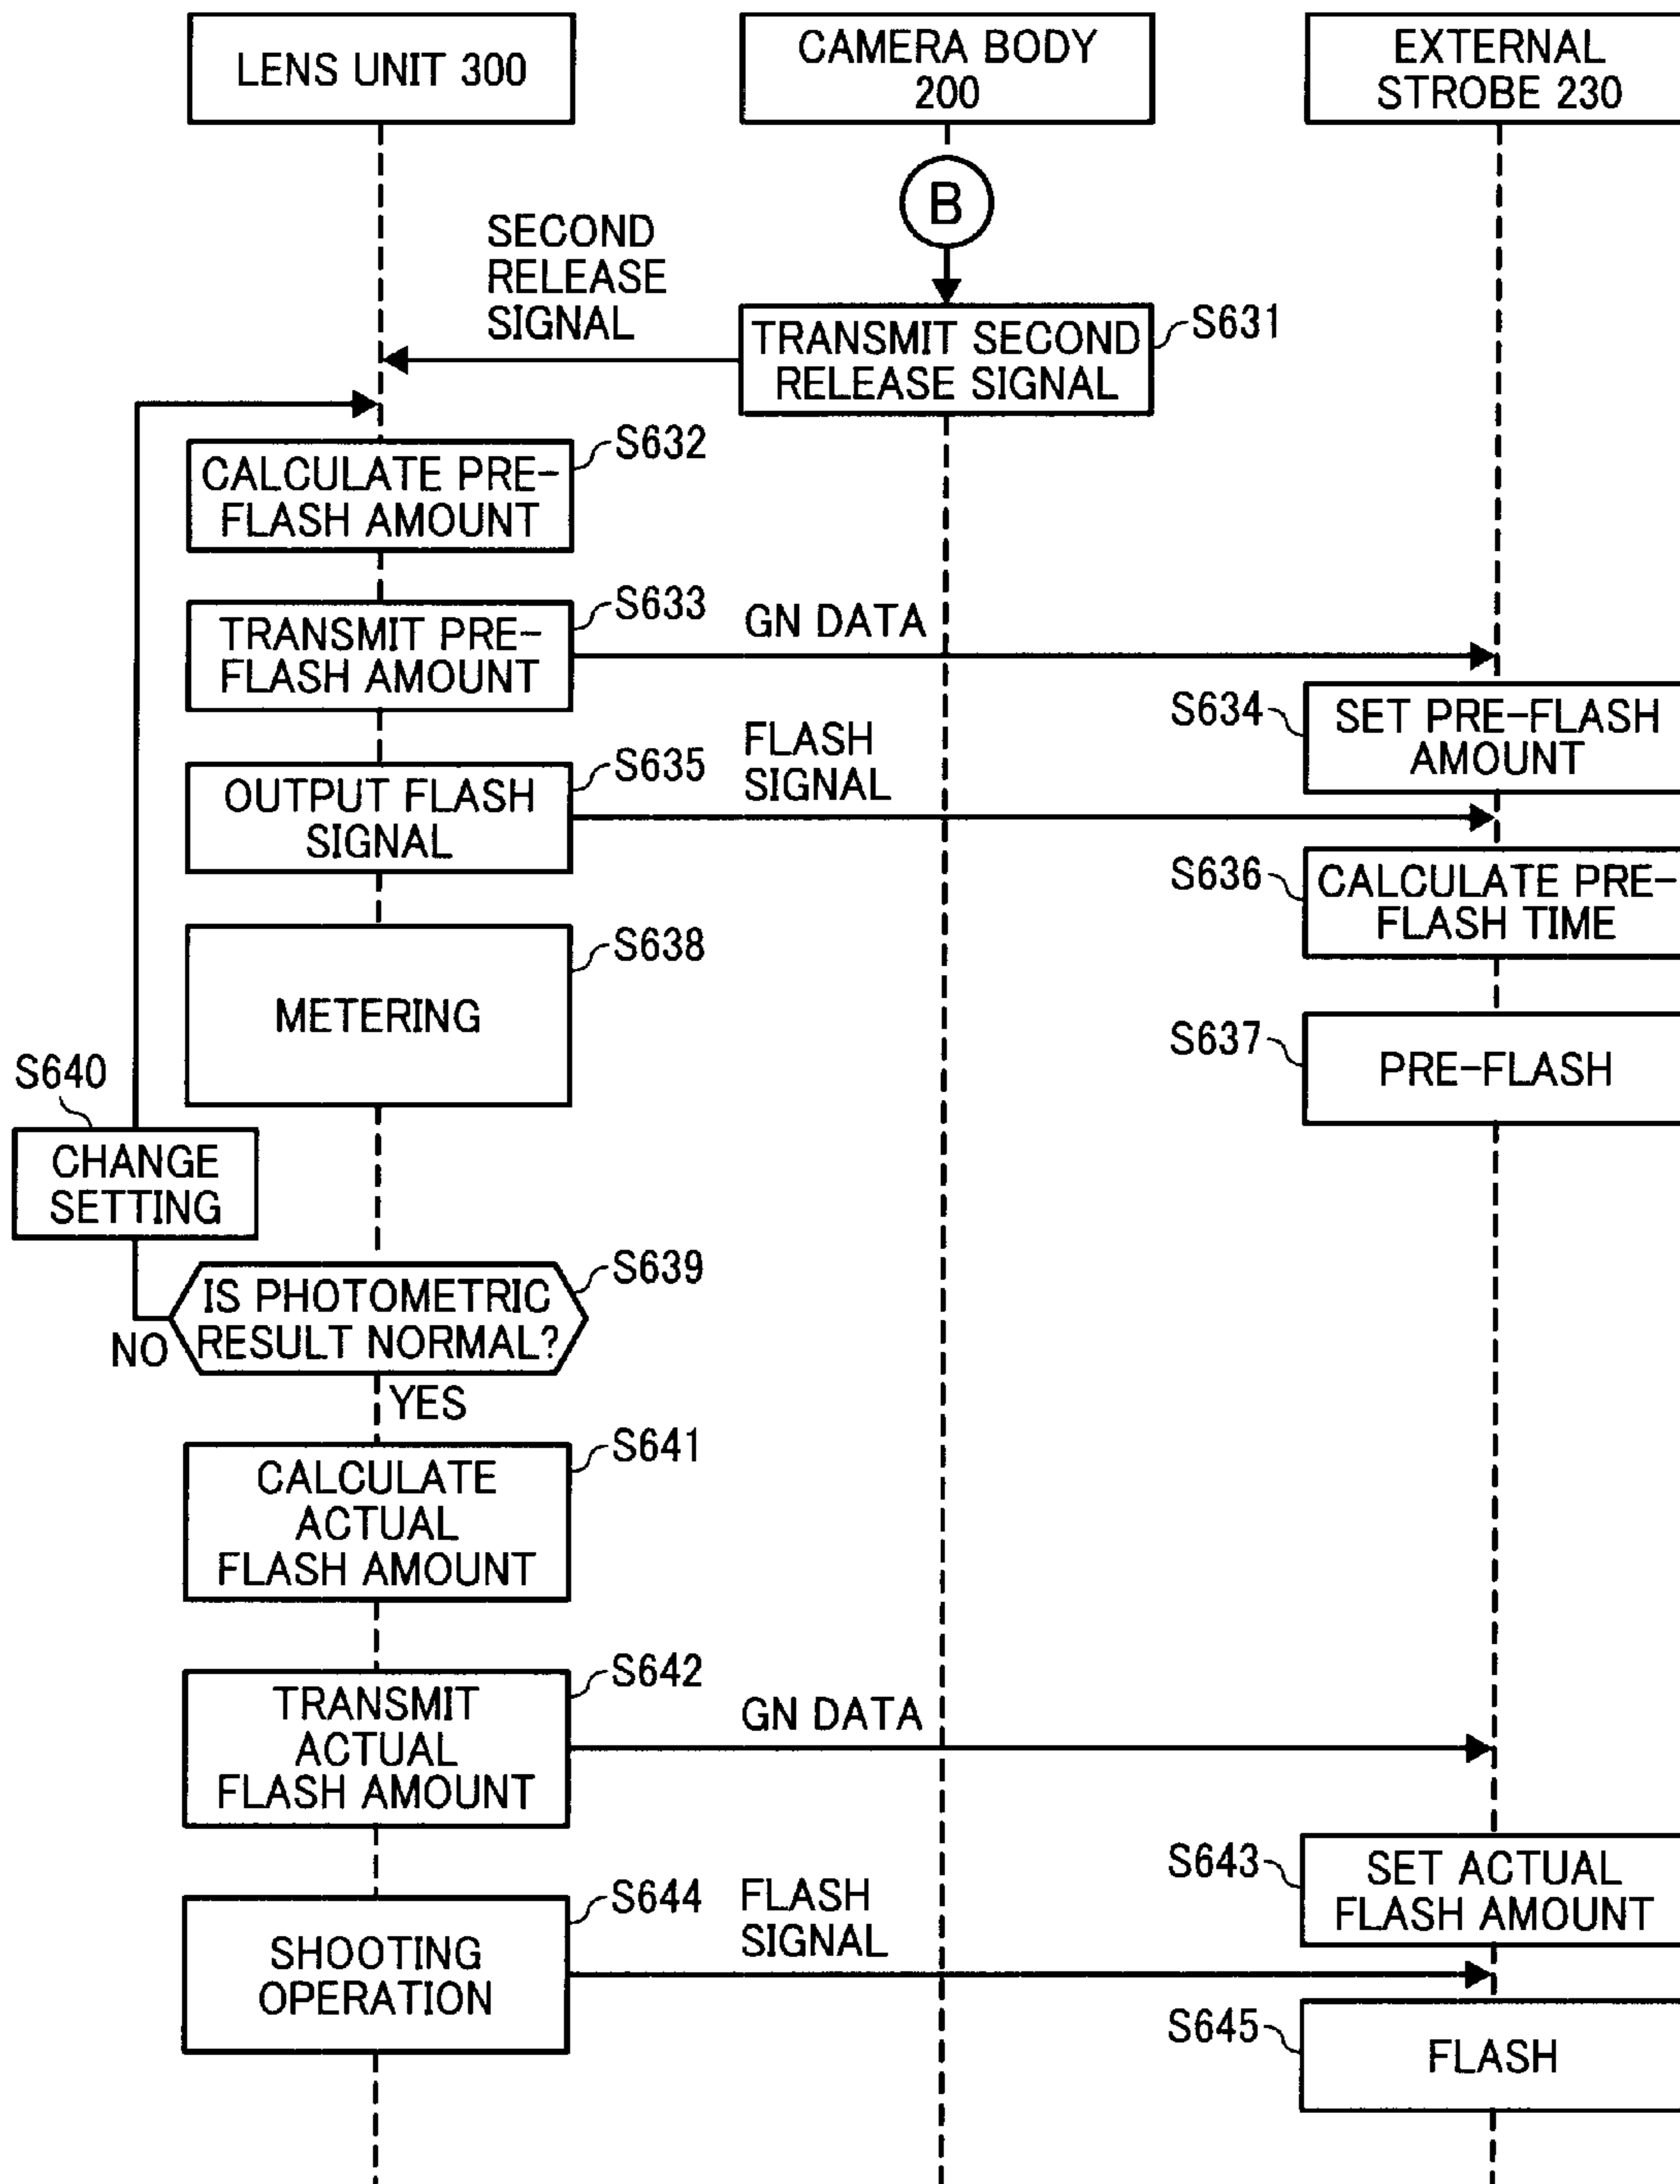 LENS UNIT 300
CAMERA BODY
200
EXTERNAL
STROBE 230
B
SECOND
RELEASE
SIGNAL
TRANSMIT SECOND
RELEASE SIGNAL
S631
CALCULATE PRE-
FLASH AMOUNT
S632
TRANSMIT PRE-
FLASH AMOUNT
S633
GN DATA
S634
SET PRE-FLASH
AMOUNT
OUTPUT FLASH
SIGNAL
S635
FLASH
SIGNAL
S636
CALCULATE PRE-
FLASH TIME
METERING
S638
S637
PRE-FLASH
S640
CHANGE
SETTING
IS PHOTOMETRIC
RESULT NORMAL?
S639
NO
YES
CALCULATE
ACTUAL
FLASH AMOUNT
S641
TRANSMIT
ACTUAL
FLASH AMOUNT
S642
GN DATA
S643
SET ACTUAL
FLASH AMOUNT
SHOOTING
OPERATION
S644
FLASH
SIGNAL
S645
FLASH